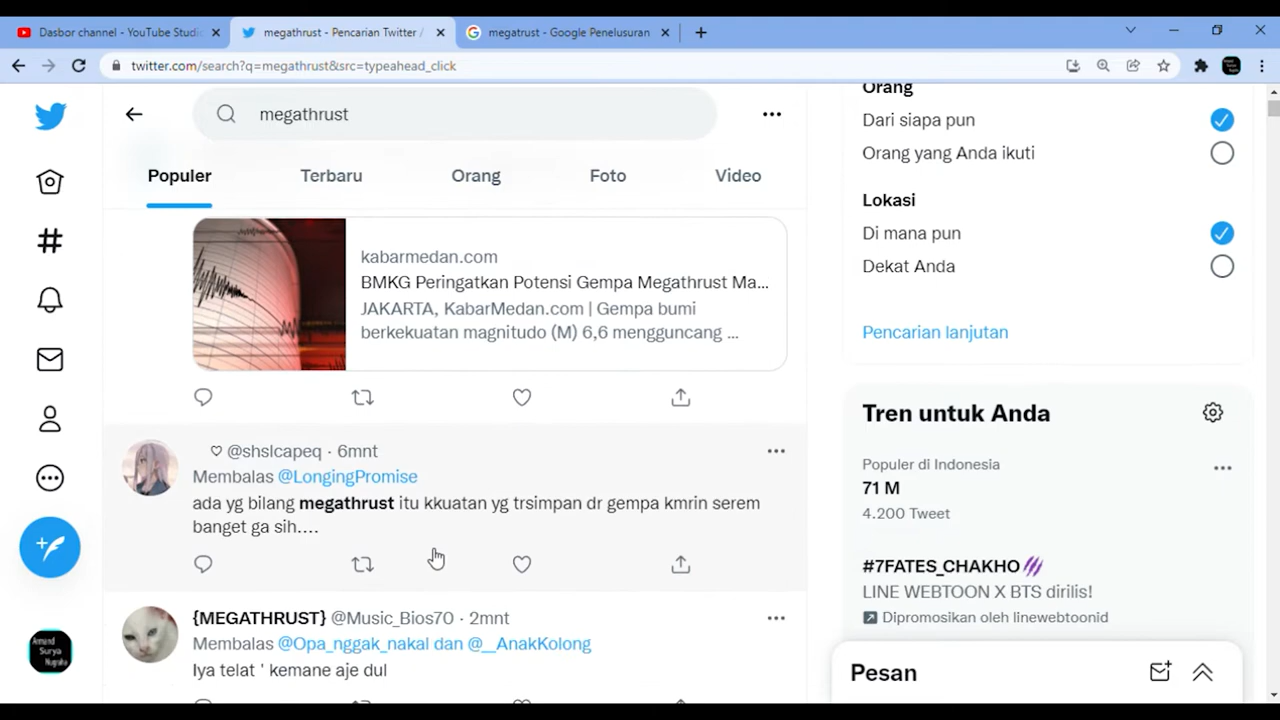 Dasbor channel - YouTube Studio
megathrust - Pencarian Twitter /
megatrust - Google Penelusuran
twitter.com/search?q=megathrust&src=typeahead_click
megathrust
Populer
Terbaru
Orang
Foto
Video
kabarmedan.com
BMKG Peringatkan Potensi Gempa Megathrust Ma...
JAKARTA, KabarMedan.com | Gempa bumi
berkekuatan magnitudo (M) 6,6 mengguncang ...
♡ @shslcapeq · 6mnt
Membalas @LongingPromise
ada yg bilang megathrust itu kkuatan yg trsimpan dr gempa kmrin serem
banget ga sih....
{MEGATHRUST} @Music_Bios70 · 2mnt
Membalas @Opa_nggak_nakal dan @__AnakKolong
Iya telat ' kemane aje dul
Orang
Dari siapa pun
Orang yang Anda ikuti
Lokasi
Di mana pun
Dekat Anda
Pencarian lanjutan
Tren untuk Anda
Populer di Indonesia
71 M
4.200 Tweet
#7FATES_CHAKHO
LINE WEBTOON X BTS dirilis!
Dipromosikan oleh linewebtoonid
Pesan
Armand
Surya
Nugraha